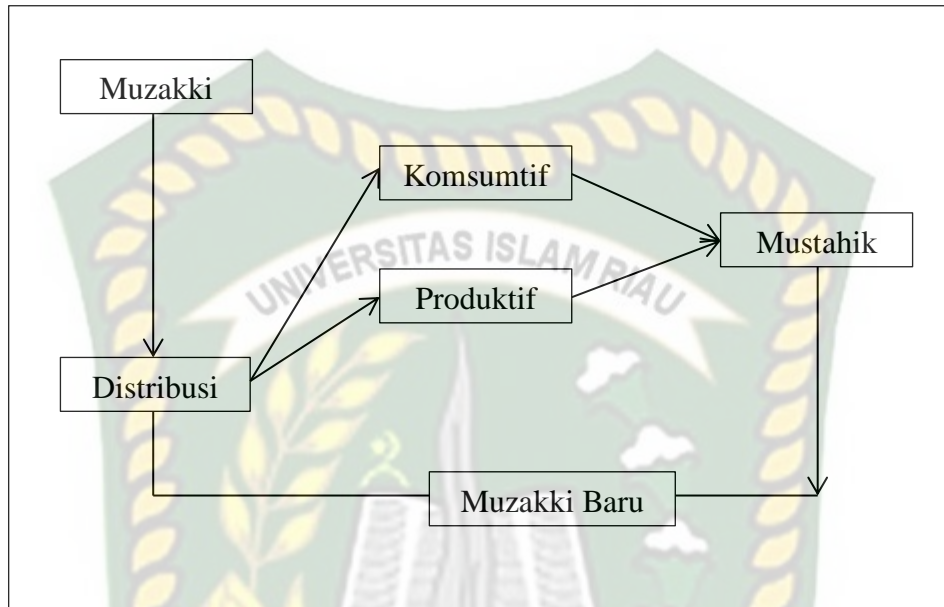 Muzakki
Komsumtif
Mustahik
UNIVERSITAS ISLAM RIAU
Produktif
Distribusi
Muzakki Baru